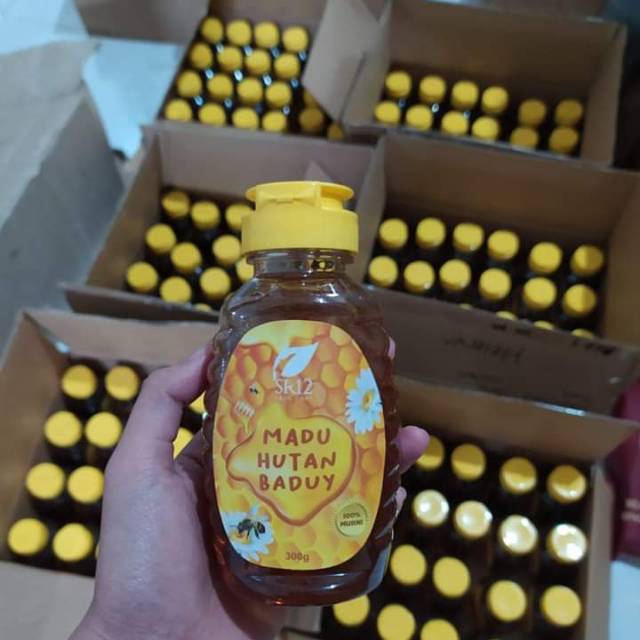 SR12
MADU
HUTAN
BADUY
100%
MURNI
300g